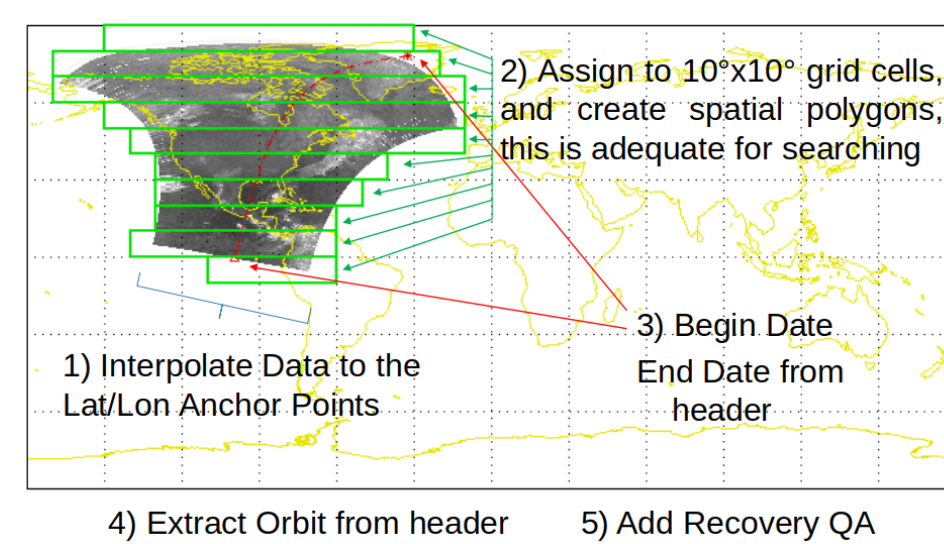 2) Assign to 10°x10° grid cells,
and create spatial polygons,
this is adequate for searching
3) Begin Date
End Date from
header
1) Interpolate Data to the
Lat/Lon Anchor Points
4) Extract Orbit from header
5) Add Recovery QA